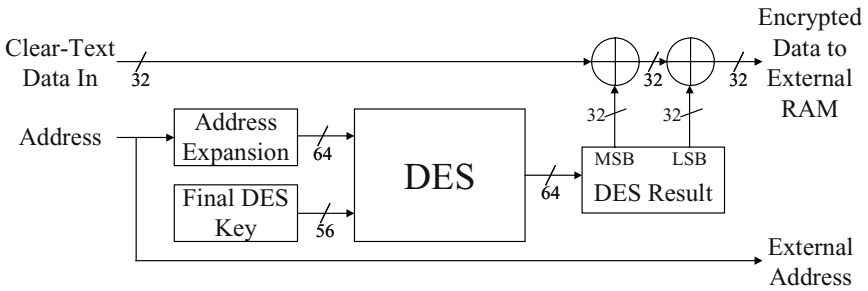 Clear-Text
Data In
32
32
32
Encrypted
Data to
External
RAM
32
32
Address
Address
Expansion
64
DES
MSB
LSB
DES Result
64
Final DES
Key
56
External
Address